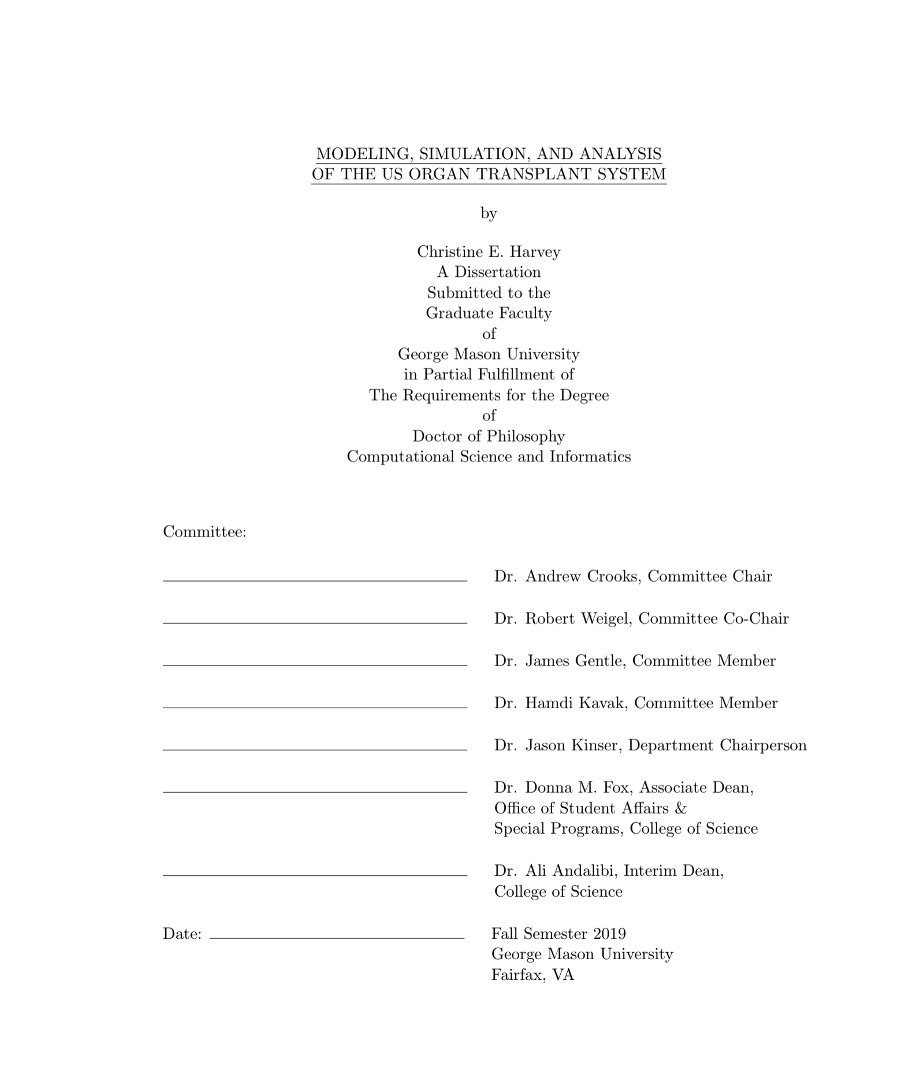 MODELING, SIMULATION, AND ANALYSIS
OF THE US ORGAN TRANSPLANT SYSTEM
by
Christine E. Harvey
A Dissertation
Submitted to the
Graduate Faculty
of
George Mason University
in Partial Fulfillment of
The Requirements for the Degree
of
Doctor of Philosophy
Computational Science and Informatics
Committee:
Dr. Andrew Crooks, Committee Chair
Dr. Robert Weigel, Committee Co-Chair
Dr. James Gentle, Committee Member
Dr. Hamdi Kavak, Committee Member
Dr. Jason Kinser, Department Chairperson
Dr. Donna M. Fox, Associate Dean,
Office of Student Affairs &
Special Programs, College of Science
Dr. Ali Andalibi, Interim Dean,
College of Science
Date: Fall Semester 2019
George Mason University
Fairfax, VA